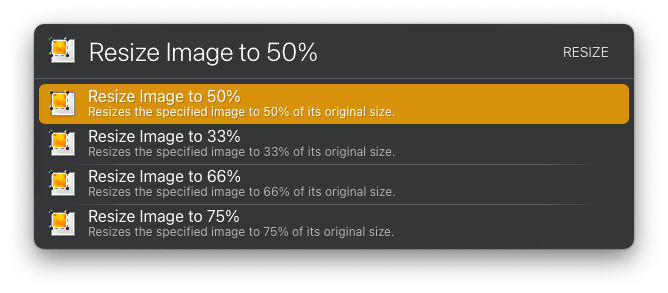 Resize Image to 50%
RESIZE
Resize Image to 50%
Resizes the specified image to 50% of its original size.
Resize Image to 33%
Resizes the specified image to 33% of its original size.
Resize Image to 66%
Resizes the specified image to 66% of its original size.
Resize Image to 75%
Resizes the specified image to 75% of its original size.